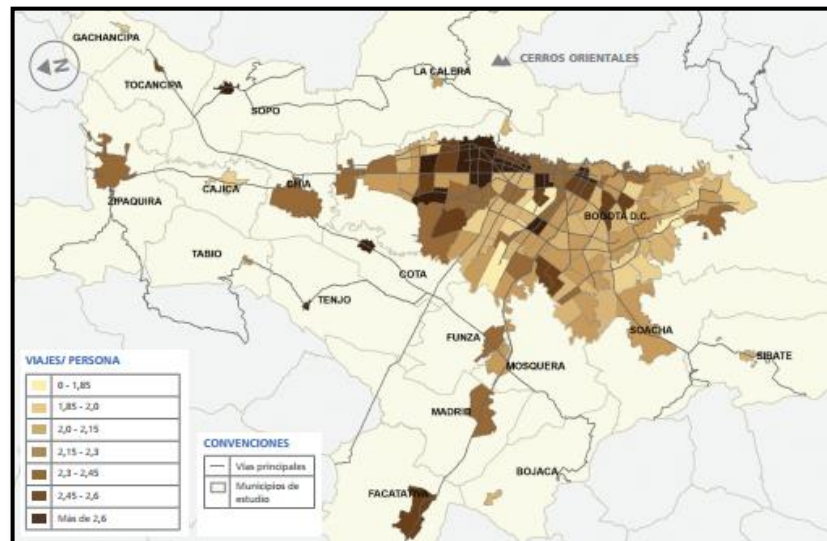 GACHANCIPA
N
TOCANCIPA
SOPO
LA CALERA
CERROS ORIENTALES
ZIPAQUIRA
CAJICA
CHIA
BOGOTÁ D.C.
TABIO
COTA
TENJO
SOACHA
FUNZA
MOSQUERA
SIBATE
MADRID
BOJACA
FACATATIVA
VIAJES/ PERSONA
0 - 1,85
1,85 - 2,0
2,0 - 2,15
2,15 - 2,3
2,3 - 2,45
2,45 - 2,6
Más de 2,6
CONVENCIONES
Vías principales
Municipios de
estudio